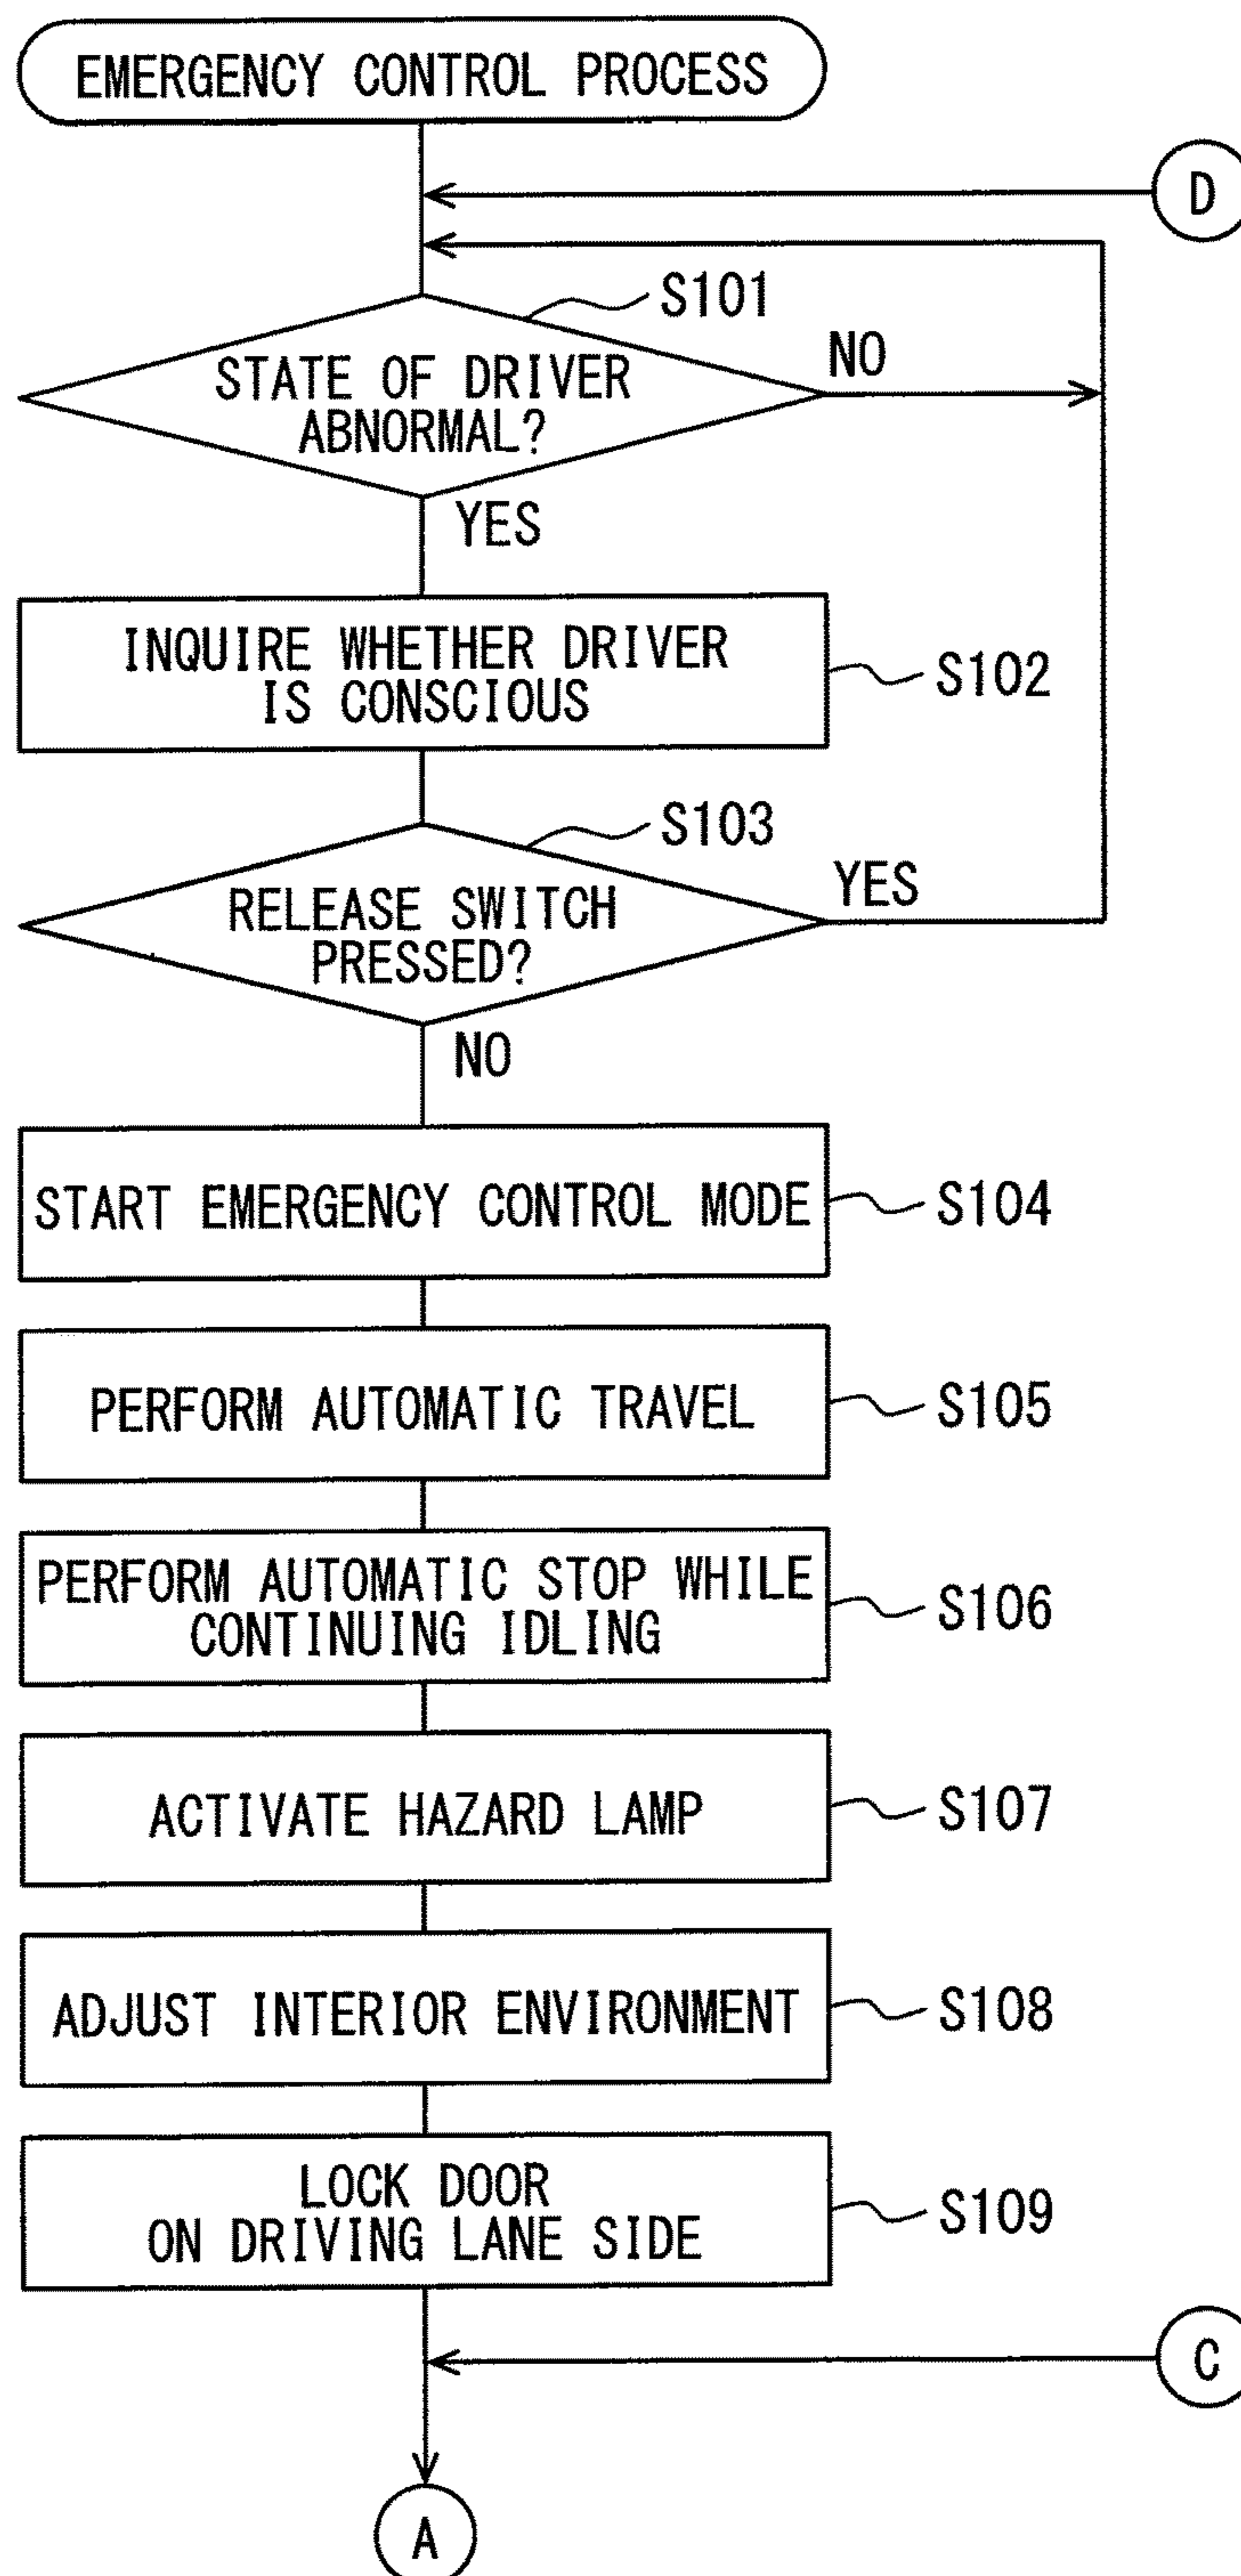 EMERGENCY CONTROL PROCESS
D
S101
STATE OF DRIVER
ABNORMAL?
NO
YES
INQUIRE WHETHER DRIVER
IS CONSCIOUS
S102
S103
RELEASE SWITCH
PRESSED?
YES
NO
START EMERGENCY CONTROL MODE
S104
PERFORM AUTOMATIC TRAVEL
S105
PERFORM AUTOMATIC STOP WHILE
CONTINUING IDLING
S106
ACTIVATE HAZARD LAMP
S107
ADJUST INTERIOR ENVIRONMENT
S108
LOCK DOOR
ON DRIVING LANE SIDE
S109
C
A